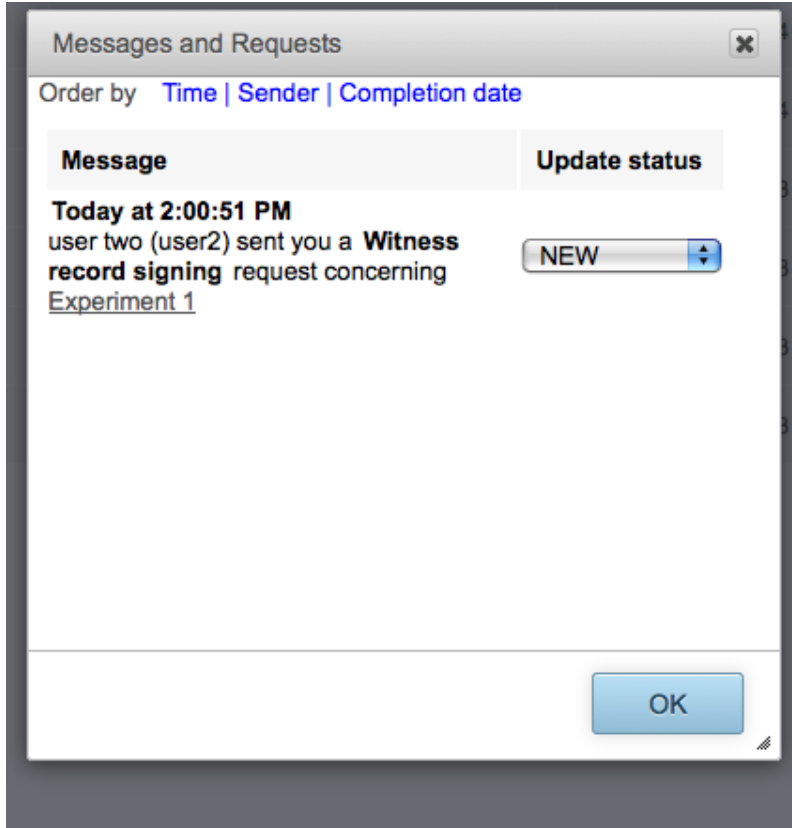 Messages and Requests
Order by Time | Sender | Completion date
Message Update status
Today at 2:00:51 PM
user two (user2) sent you a Witness
record signing request concerning
Experiment 1
NEW
OK